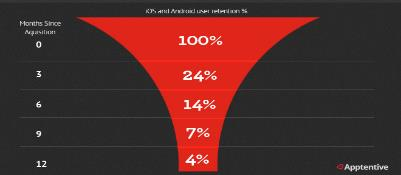 iOS and Android user retention %
Months Since
Aquisition
0
100%
3
24%
6
14%
9
7%
12
4%
Apptentive